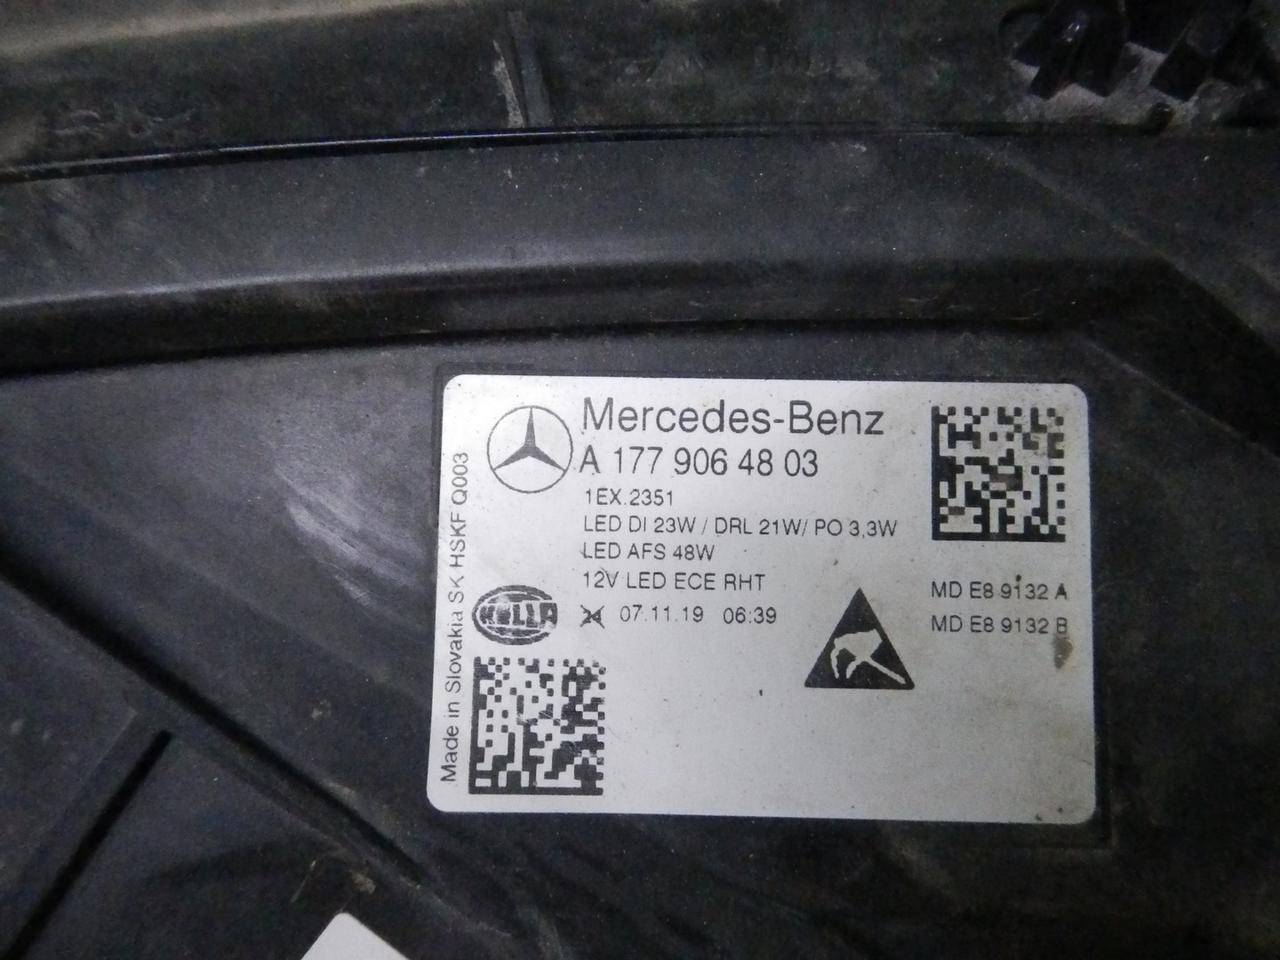 Mercedes-Benz
A 177 906 48 03
1EX.2351
LED DI 23W / DRL 21W/ PO 3,3W
LED AFS 48W
12V LED ECE RHT
HELLA
24 07.11.19 06:39
MD E8 9132 A
MD E8 9132 B
Made in Slovakia SK HSKF Q003